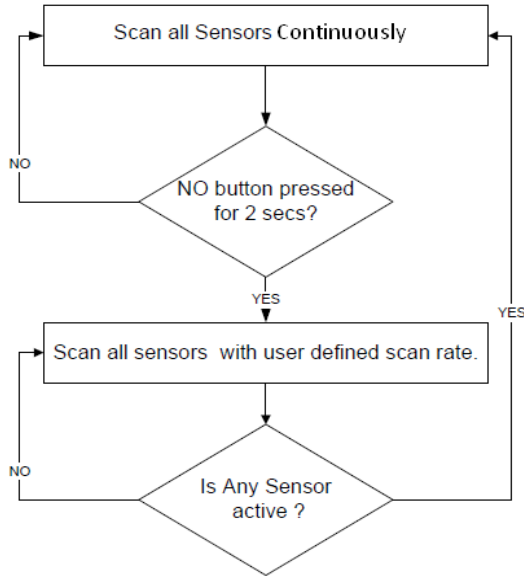 Scan all Sensors Continuously
NO
NO button pressed
for 2 secs?
YES
YES
Scan all sensors with user defined scan rate.
NO
Is Any Sensor
active ?